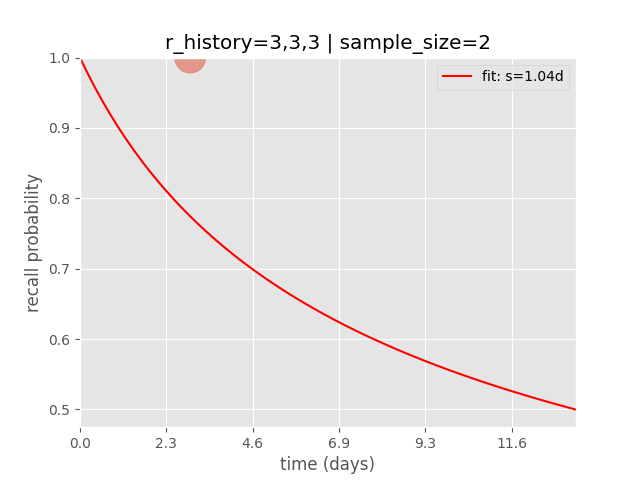 r_history=3,3,3 | sample_size=2
fit: s=1.04d
recall probability
1.0
0.9
0.8
0.7
0.6
0.5
0.0 2.3 4.6 6.9 9.3 11.6
time (days)